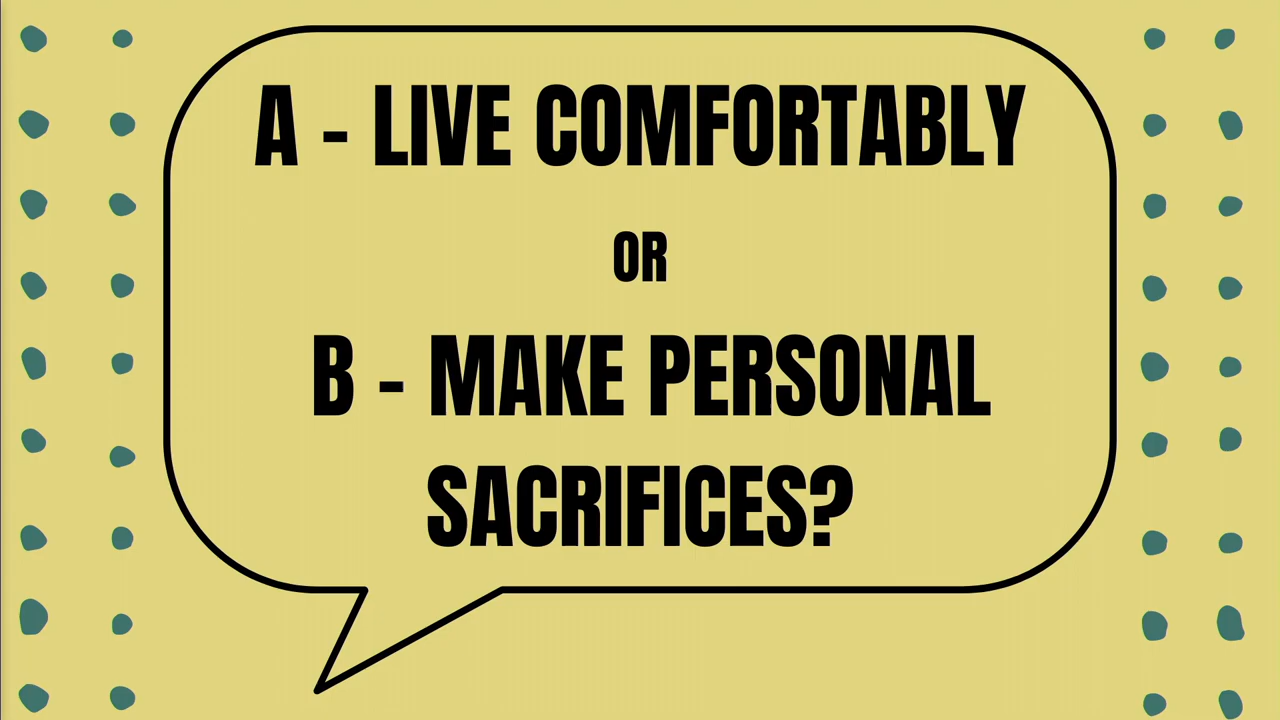 A - LIVE COMFORTABLY
OR
B - MAKE PERSONAL
SACRIFICES?